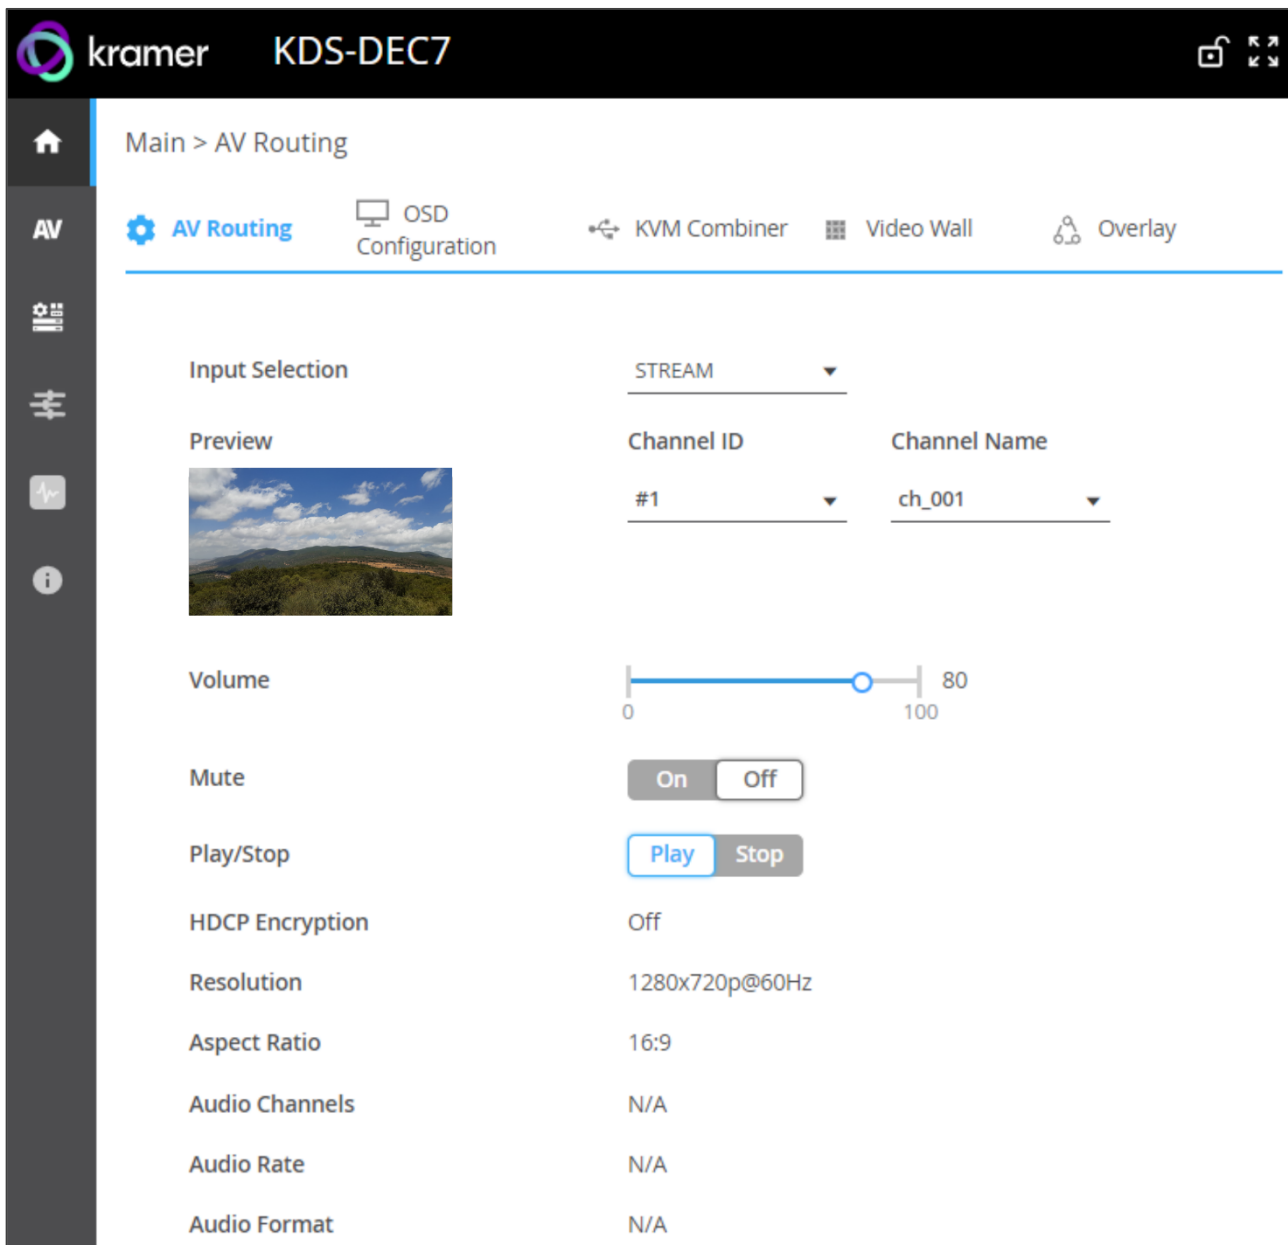 kramer KDS-DEC7
Main > AV Routing
AV
AV Routing
OSD
Configuration
KVM Combiner
Video Wall
Overlay
Input Selection STREAM
Preview Channel ID Channel Name
#1 ch_001
Volume 80
0 100
Mute On Off
Play/Stop Play Stop
HDCP Encryption Off
Resolution 1280x720p@60Hz
Aspect Ratio 16:9
Audio Channels N/A
Audio Rate N/A
Audio Format N/A